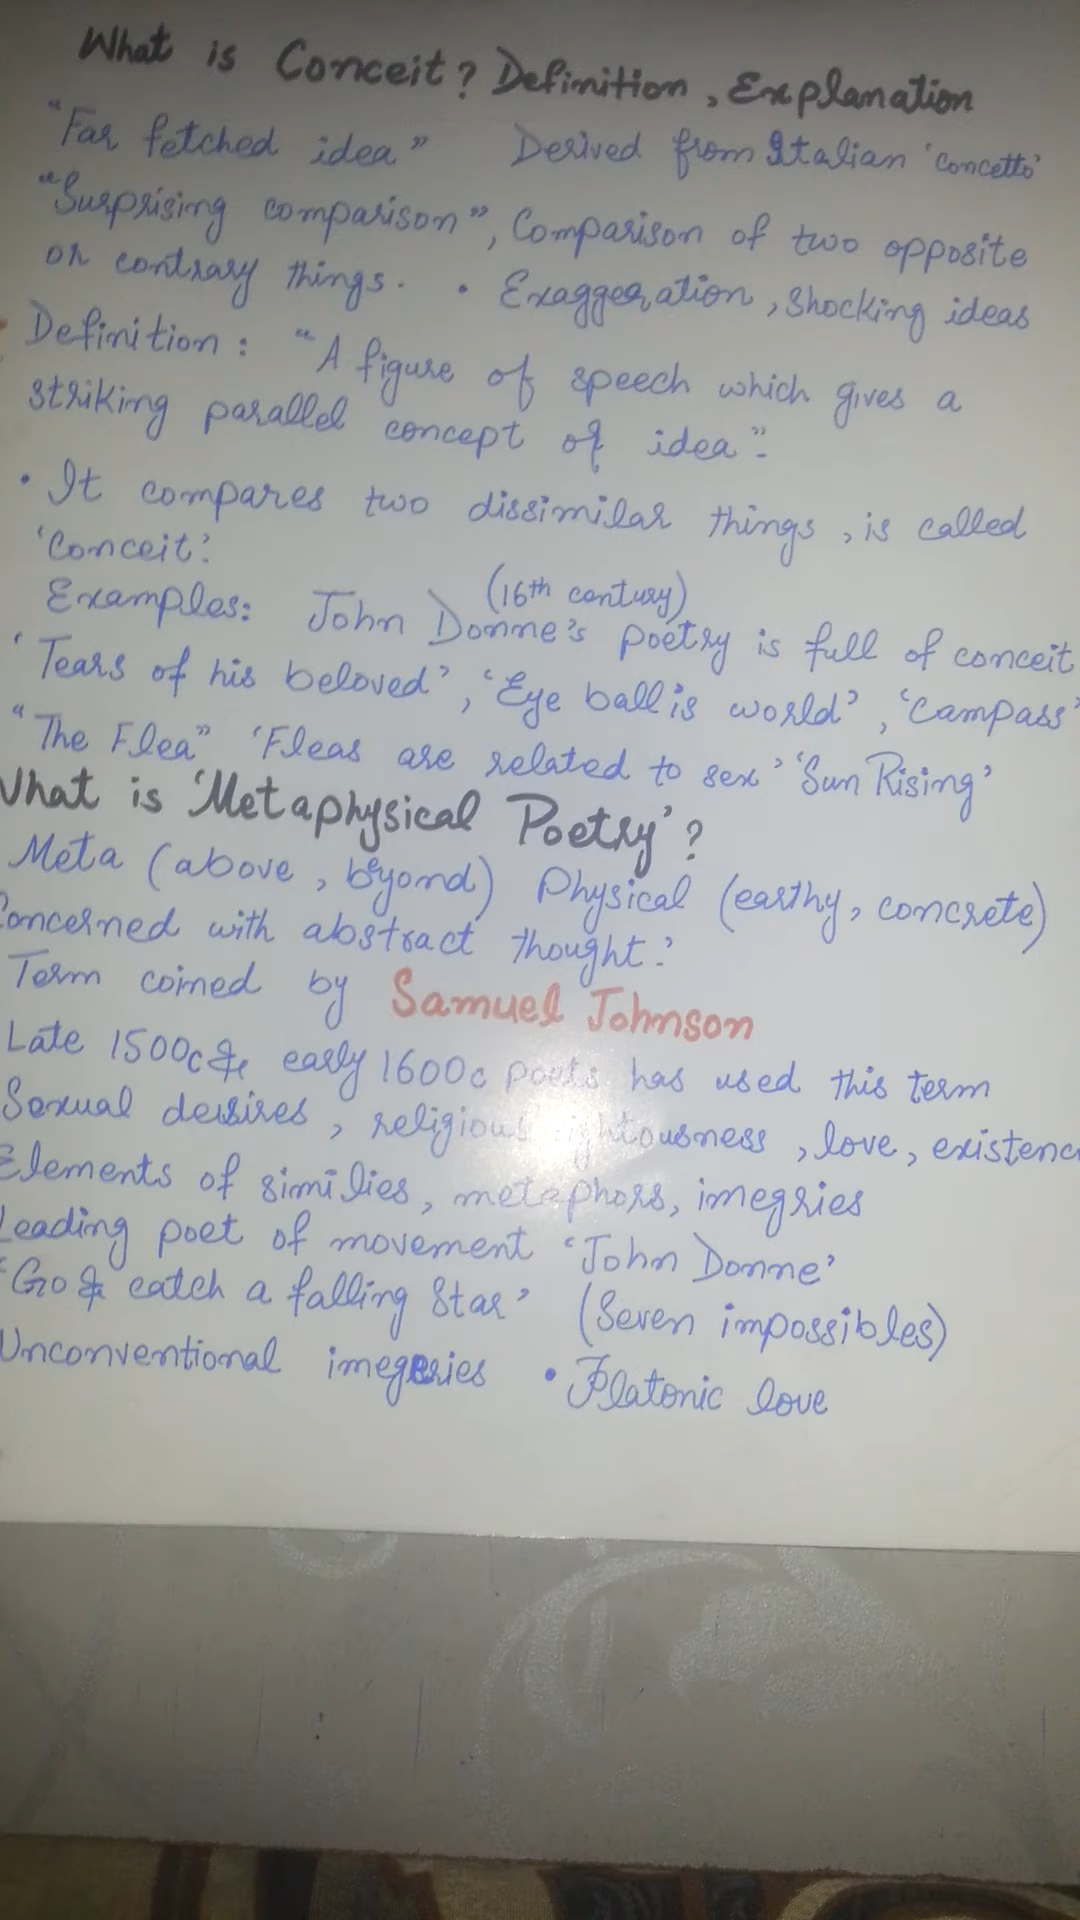 What is Conceit? Definition, Explanation
"Far fetched idea" Derived from Italian 'concetto'
"Surprising comparison", Comparison of two opposite
or contrary things. • Exaggeration, Shocking ideas
Definition: "A figure of speech which gives a
striking parallel concept of idea".
• It compares two dissimilar things, is called
'Conceit'.
(16th century)
Examples: John Donne's poetry is full of conceit
'Tears of his beloved', 'Eye ball is world', 'Campass'
"The Flea" 'Fleas are related to sex' 'Sun Rising'
What is 'Metaphysical Poetry'?
Meta (above, beyond) Physical (earthy, concrete)
Concerned with abstract thought.
Term coined by Samuel Johnson
Late 1500c & early 1600c poets has used this term
Sexual desires, religious rightousness, love, existenc
Elements of similies, metaphors, imegries
Leading poet of movement 'John Donne'
'Go & catch a falling Star' (Seven impossibles)
Unconventional imegries • Platonic love